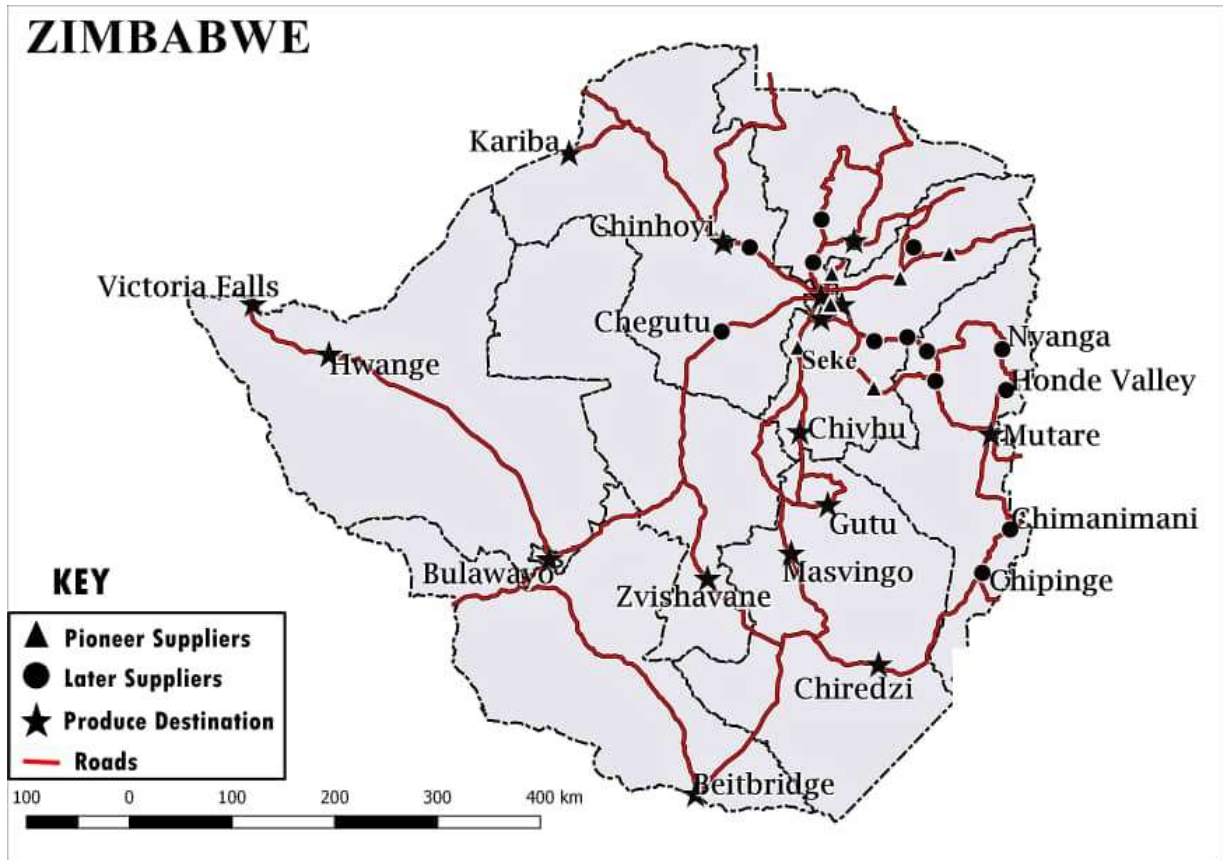 ZIMBABWE
Kariba
Chinhoyi
Victoria Falls
Chegutu
Nyanga
Hwange
Seke
Honde Valley
Chivhu
Mutare
Gutu
Chimanimani
Bulawayo
Masvingo
Zvishavane
Chipinge
Chiredzi
Beitbridge
KEY
Pioneer Suppliers
Later Suppliers
Produce Destination
Roads
100 0 100 200 300 400 km